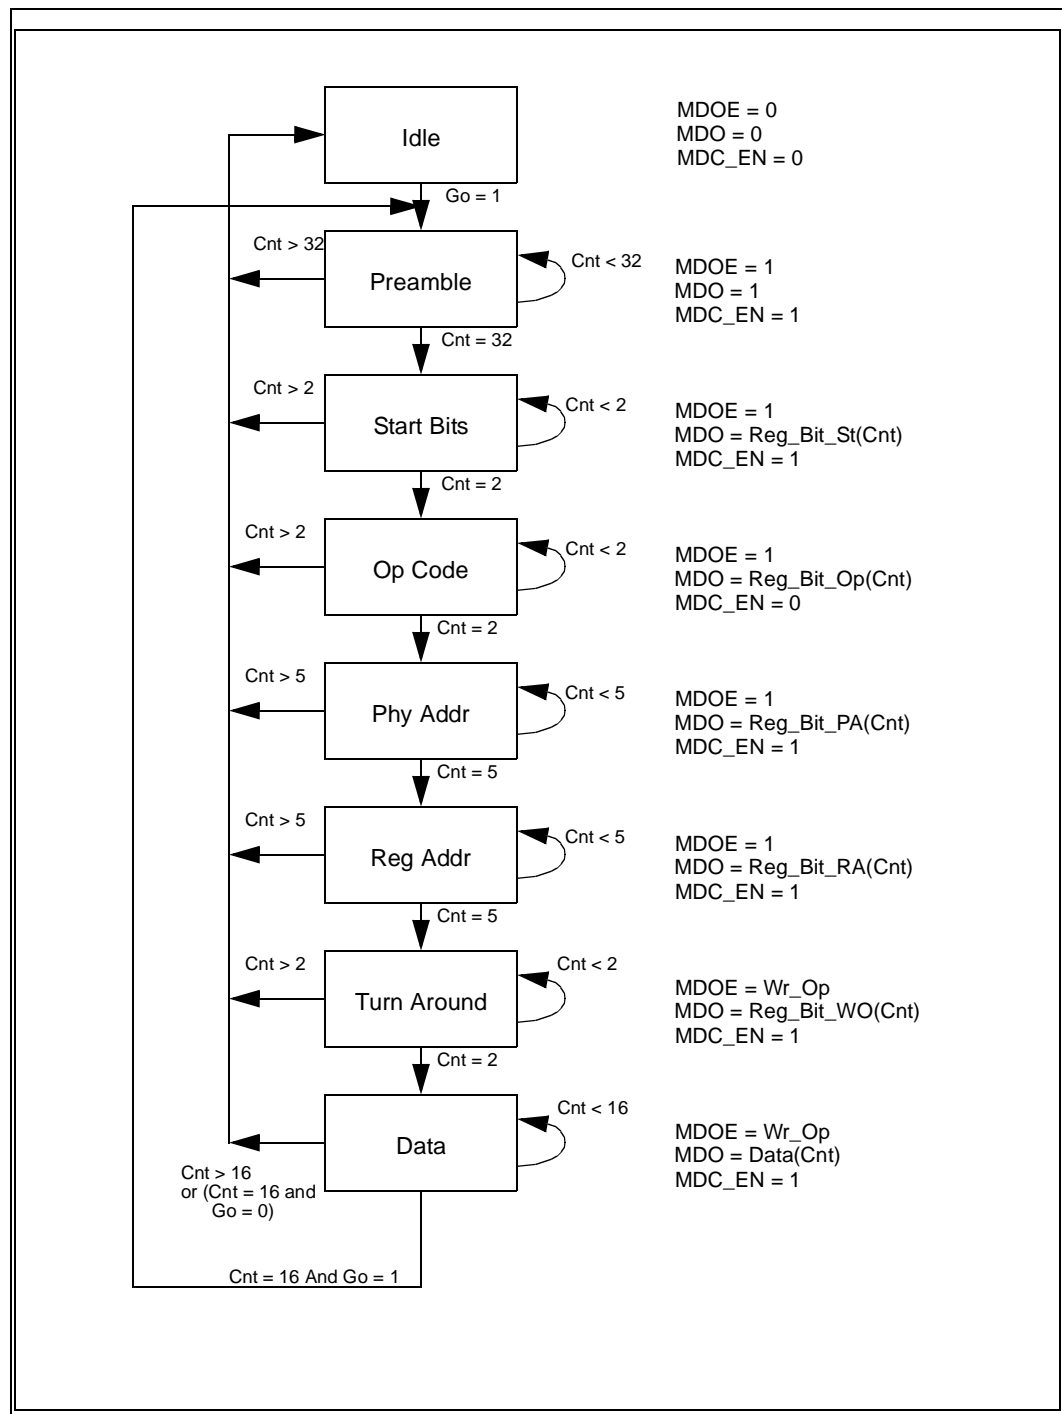 Idle
MDOE = 0
MDO = 0
MDC_EN = 0
Go = 1
Cnt > 32
Preamble
Cnt < 32
MDOE = 1
MDO = 1
MDC_EN = 1
Cnt = 32
Cnt > 2
Start Bits
Cnt < 2
MDOE = 1
MDO = Reg_Bit_St(Cnt)
MDC_EN = 1
Cnt = 2
Cnt > 2
Op Code
Cnt < 2
MDOE = 1
MDO = Reg_Bit_Op(Cnt)
MDC_EN = 0
Cnt = 2
Cnt > 5
Phy Addr
Cnt < 5
MDOE = 1
MDO = Reg_Bit_PA(Cnt)
MDC_EN = 1
Cnt = 5
Cnt > 5
Reg Addr
Cnt < 5
MDOE = 1
MDO = Reg_Bit_RA(Cnt)
MDC_EN = 1
Cnt = 5
Cnt > 2
Turn Around
Cnt < 2
MDOE = Wr_Op
MDO = Reg_Bit_WO(Cnt)
MDC_EN = 1
Cnt = 2
Data
Cnt < 16
MDOE = Wr_Op
MDO = Data(Cnt)
MDC_EN = 1
Cnt > 16
or (Cnt = 16 and
Go = 0)
Cnt = 16 And Go = 1